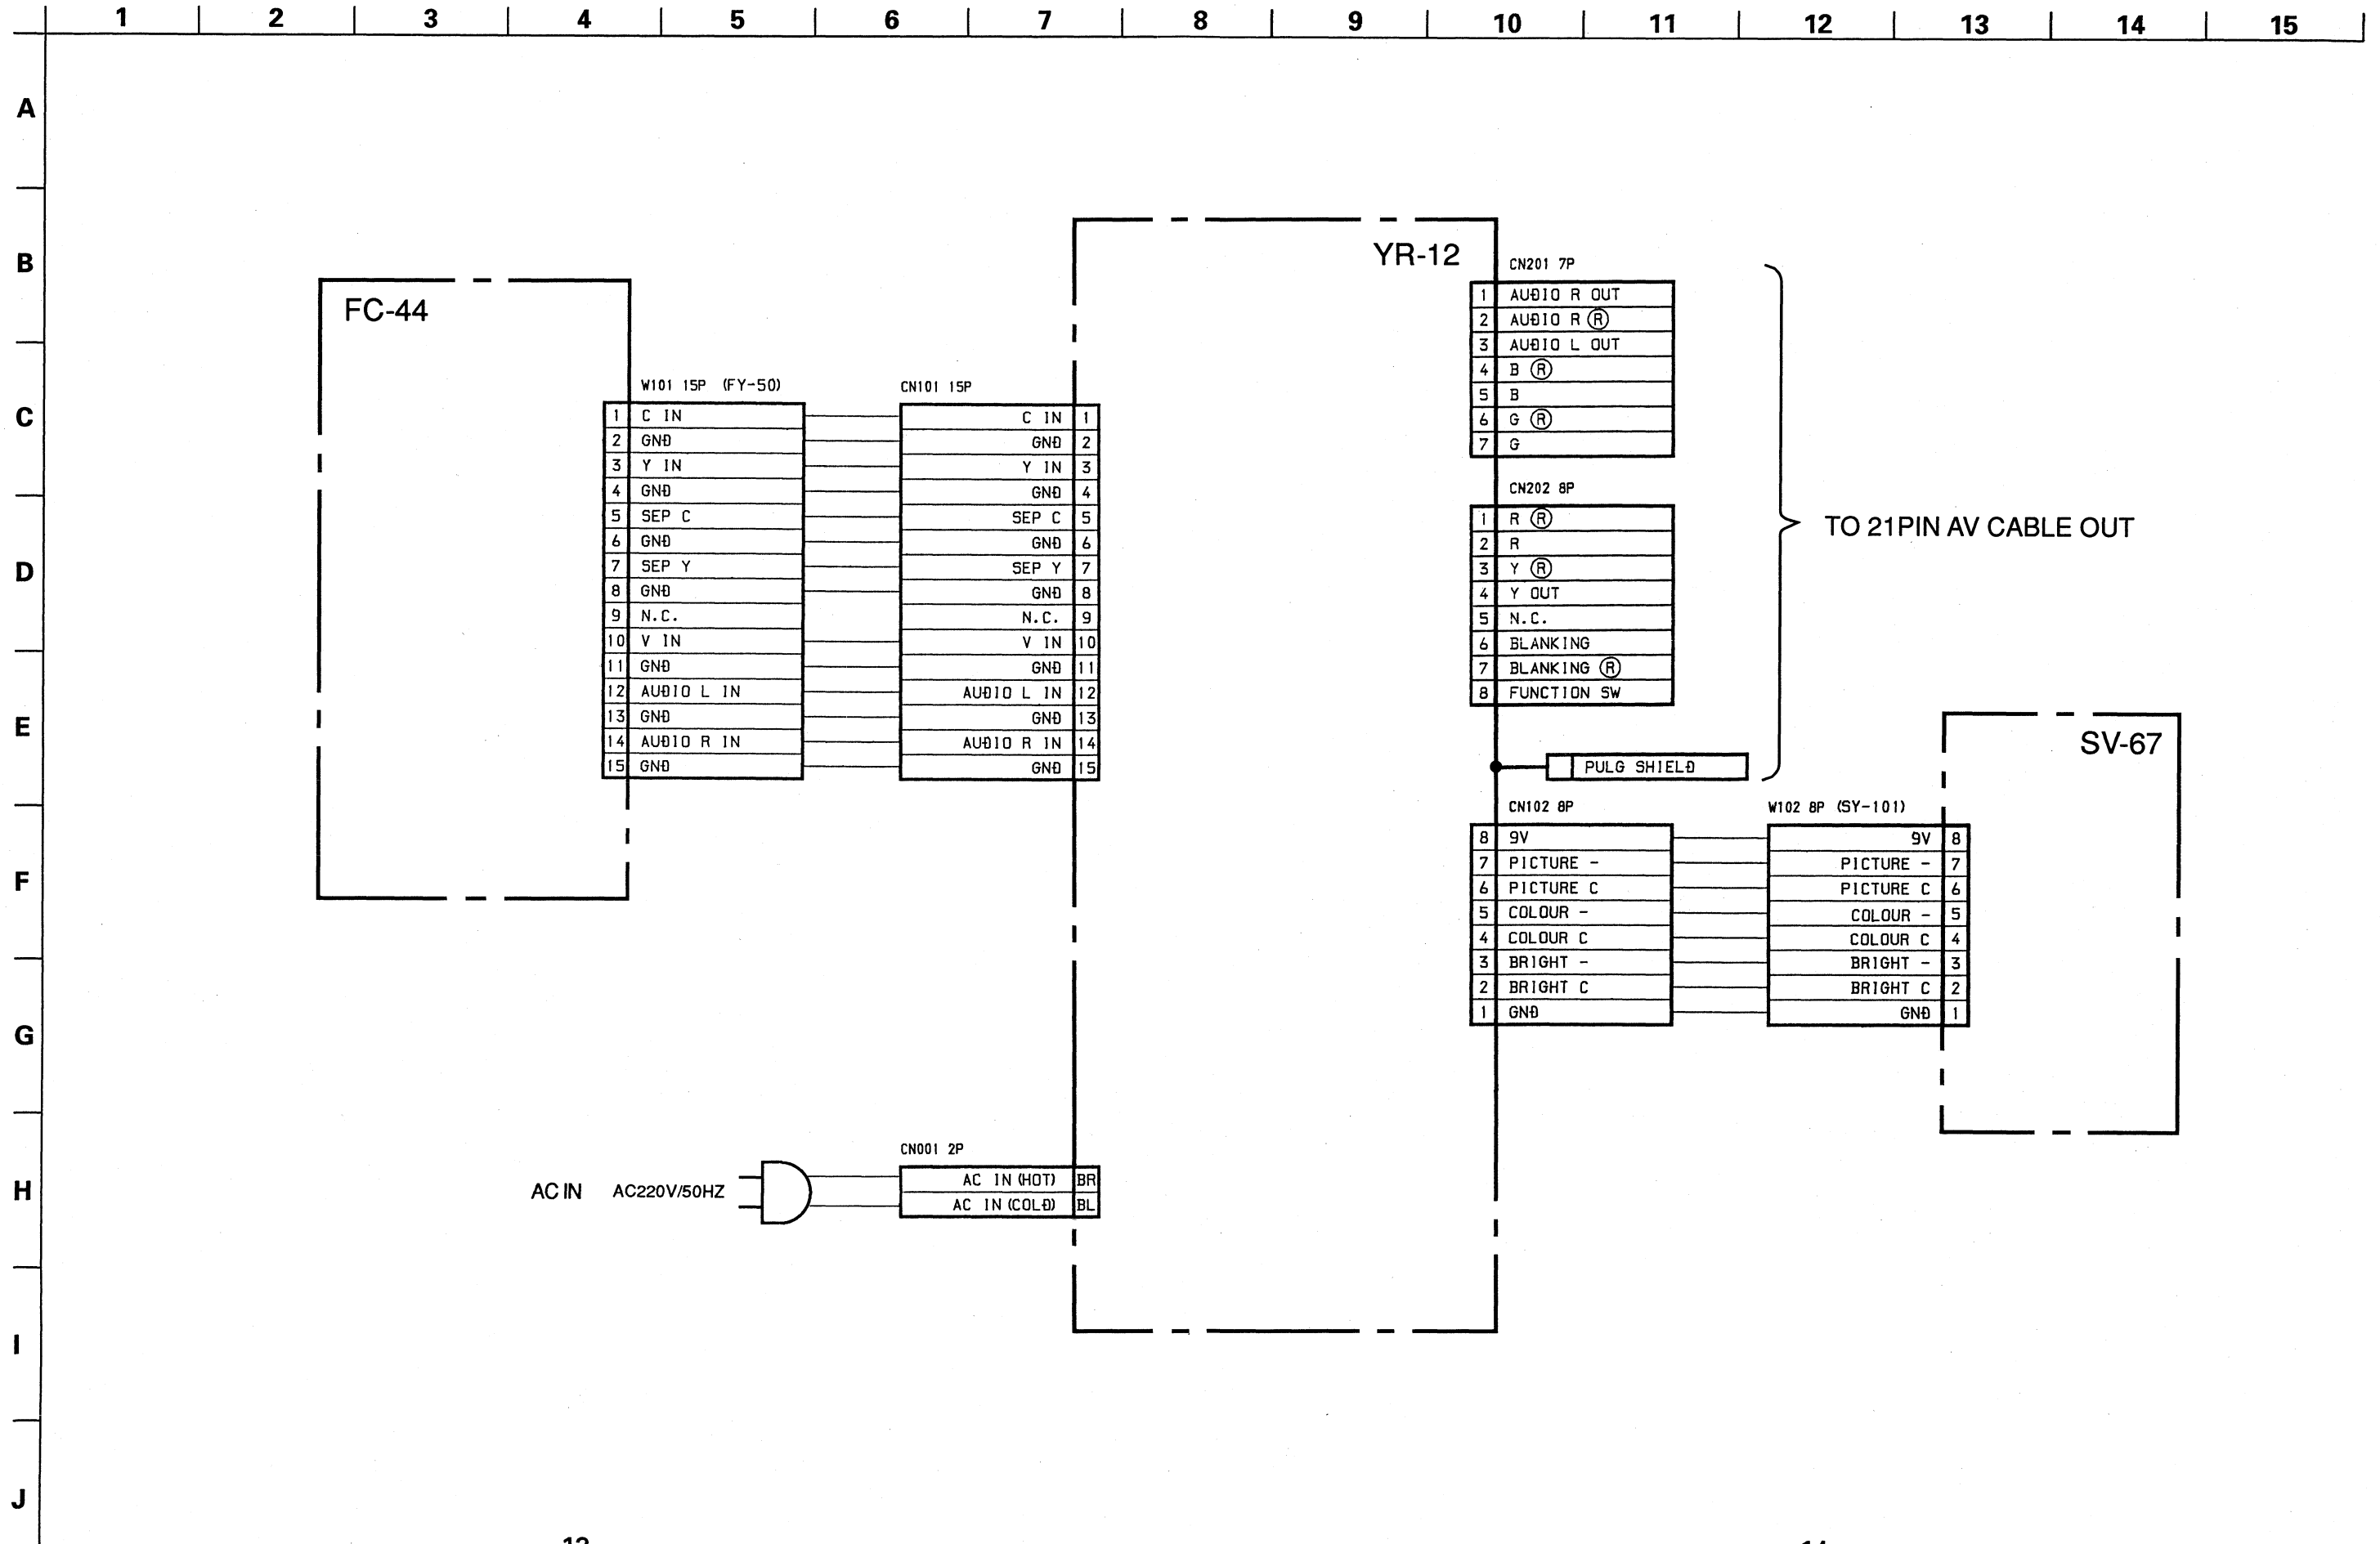 1 2 3 4 5 6 7 8 9 10 11 12 13 14 15
A
B
C
D
E
F
G
H
I
J
FC-44
W101 15P (FY-50)
1 C IN
2 GND
3 Y IN
4 GND
5 SEP C
6 GND
7 SEP Y
8 GND
9 N.C.
10 V IN
11 GND
12 AUDIO L IN
13 GND
14 AUDIO R IN
15 GND
CN101 15P
C IN 1
GND 2
Y IN 3
GND 4
SEP C 5
GND 6
SEP Y 7
GND 8
N.C. 9
V IN 10
GND 11
AUDIO L IN 12
GND 13
AUDIO R IN 14
GND 15
AC IN AC220V/50HZ
CN001 2P
AC IN (HOT) BR
AC IN (COLD) BL
YR-12
CN201 7P
1 AUDIO R OUT
2 AUDIO R Ⓡ
3 AUDIO L OUT
4 B Ⓡ
5 B
6 G Ⓡ
7 G
CN202 8P
1 R Ⓡ
2 R
3 Y Ⓡ
4 Y OUT
5 N.C.
6 BLANKING
7 BLANKING Ⓡ
8 FUNCTION SW
PULG SHIELD
TO 21PIN AV CABLE OUT
CN102 8P
8 9V
7 PICTURE -
6 PICTURE C
5 COLOUR -
4 COLOUR C
3 BRIGHT -
2 BRIGHT C
1 GND
W102 8P (SY-101)
9V 8
PICTURE - 7
PICTURE C 6
COLOUR - 5
COLOUR C 4
BRIGHT - 3
BRIGHT C 2
GND 1
SV-67